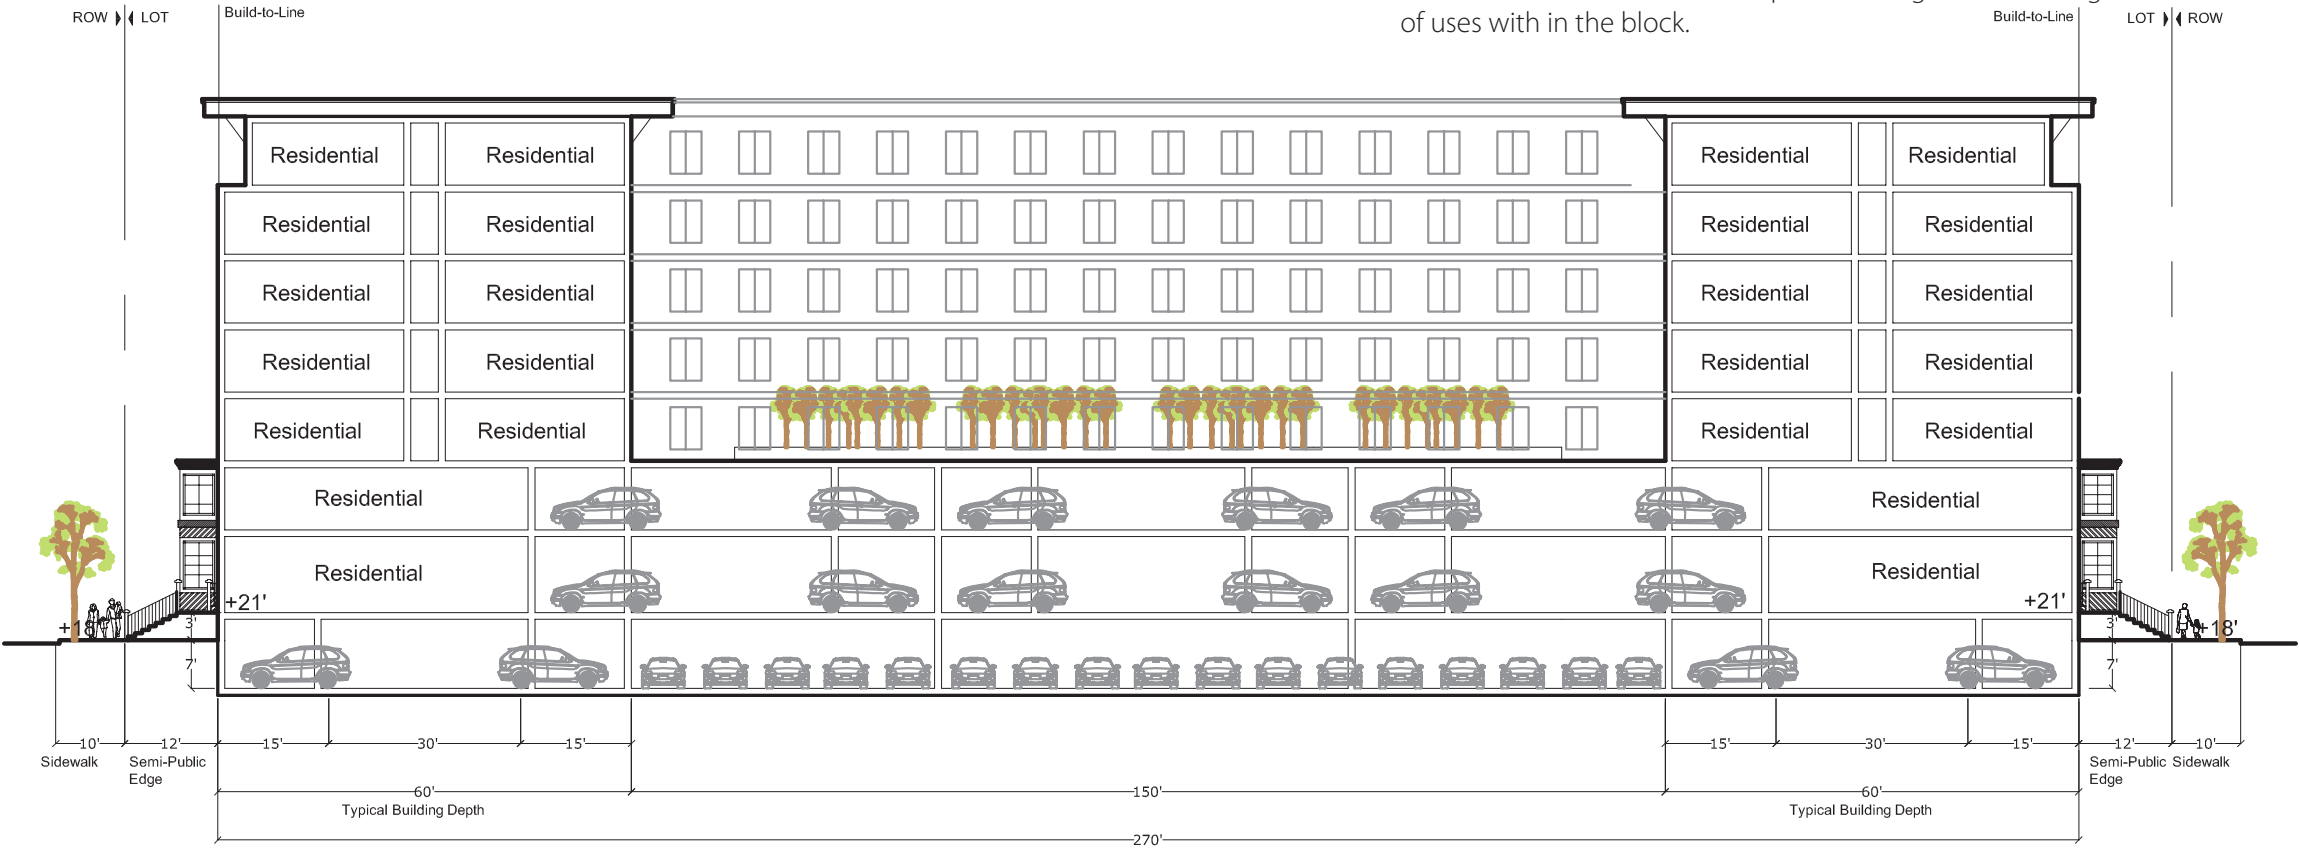 ROW LOT Build-to-Line
Build-to-Line LOT ROW
of uses with in the block.
Residential Residential Residential Residential
Residential Residential Residential Residential
Residential Residential Residential Residential
Residential Residential Residential Residential
Residential Residential Residential Residential
Residential Residential
Residential Residential
+21' +21'
+18 3' 3' +18'
7' 7'
10' 12' 15' 30' 15' 15' 30' 15' 12' 10'
Sidewalk Semi-Public Edge Semi-Public Edge Sidewalk
60' 150' 60'
Typical Building Depth Typical Building Depth
270'